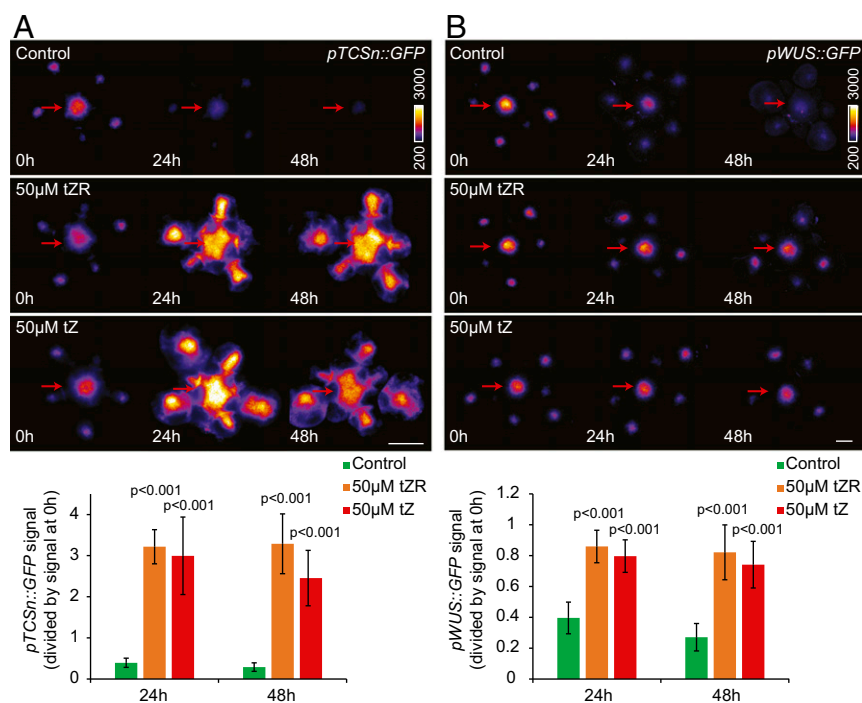 A
Control
pTCSn::GFP
3000
200
0h
24h
48h
50µM tZR
0h
24h
48h
50µM tZ
0h
24h
48h
Control
50µM tZR
50µM tZ
pTCSn::GFP signal
(divided by signal at 0h)
4
3
2
1
0
p<0.001
p<0.001
p<0.001
p<0.001
24h
48h
B
Control
pWUS::GFP
3000
200
0h
24h
48h
50µM tZR
0h
24h
48h
50µM tZ
0h
24h
48h
Control
50µM tZR
50µM tZ
pWUS::GFP signal
(divided by signal at 0h)
1.2
1
0.8
0.6
0.4
0.2
0
p<0.001
p<0.001
p<0.001
p<0.001
24h
48h